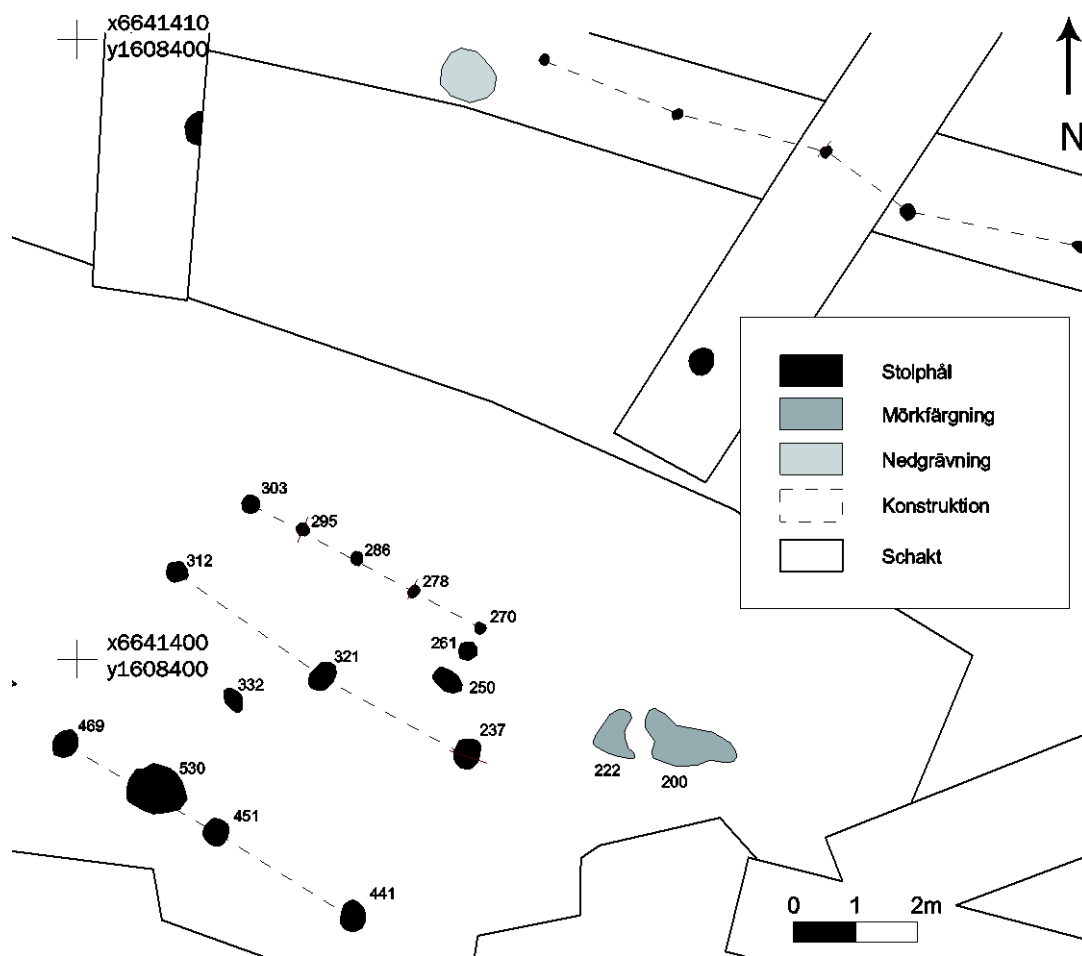 x6641410
y1608400
N
Stolphål
Mörkfärgning
Nedgrävning
Konstruktion
Schakt
303
295
286
312
278
270
261
x6641400
y1608400
321
332
250
469
237
530
222
200
451
441
0 1 2m